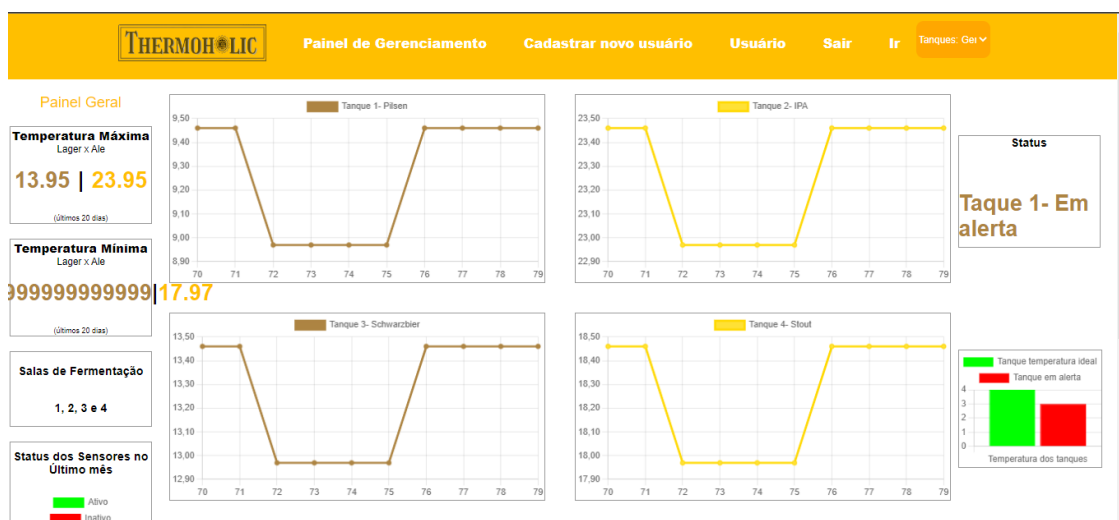 THERMOHOLIC
Painel de Gerenciamento
Cadastrar novo usuário
Usuário
Sair
Ir
Tanques: Ger
Painel Geral
Temperatura Máxima
Lager x Ale
13.95 | 23.95
(últimos 20 dias)
Temperatura Mínima
Lager x Ale
999999999999|17.97
(últimos 20 dias)
Salas de Fermentação
1, 2, 3 e 4
Status dos Sensores no
Último mês
Ativo
Inativo
Tanque 1- Pilsen
9,50
9,40
9,30
9,20
9,10
9,00
8,90
70 71 72 73 74 75 76 77 78 79
Tanque 2- IPA
23,50
23,40
23,30
23,20
23,10
23,00
22,90
70 71 72 73 74 75 76 77 78 79
Tanque 3- Schwarzbier
13,50
13,40
13,30
13,20
13,10
13,00
12,90
70 71 72 73 74 75 76 77 78 79
Tanque 4- Stout
18,50
18,40
18,30
18,20
18,10
18,00
17,90
70 71 72 73 74 75 76 77 78 79
Status
Taque 1- Em
alerta
Tanque temperatura ideal
Tanque em alerta
4
3
2
1
0
Temperatura dos tanques